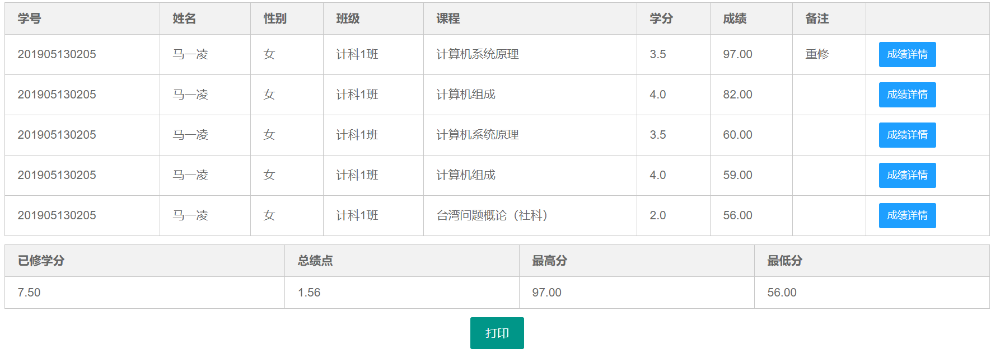 学号 姓名 性别 班级 课程 学分 成绩 备注
201905130205 马一凌 女 计科1班 计算机系统原理 3.5 97.00 重修 成绩详情
201905130205 马一凌 女 计科1班 计算机组成 4.0 82.00 成绩详情
201905130205 马一凌 女 计科1班 计算机系统原理 3.5 60.00 成绩详情
201905130205 马一凌 女 计科1班 计算机组成 4.0 59.00 成绩详情
201905130205 马一凌 女 计科1班 台湾问题概论（社科） 2.0 56.00 成绩详情
已修学分 总绩点 最高分 最低分
7.50 1.56 97.00 56.00
打印